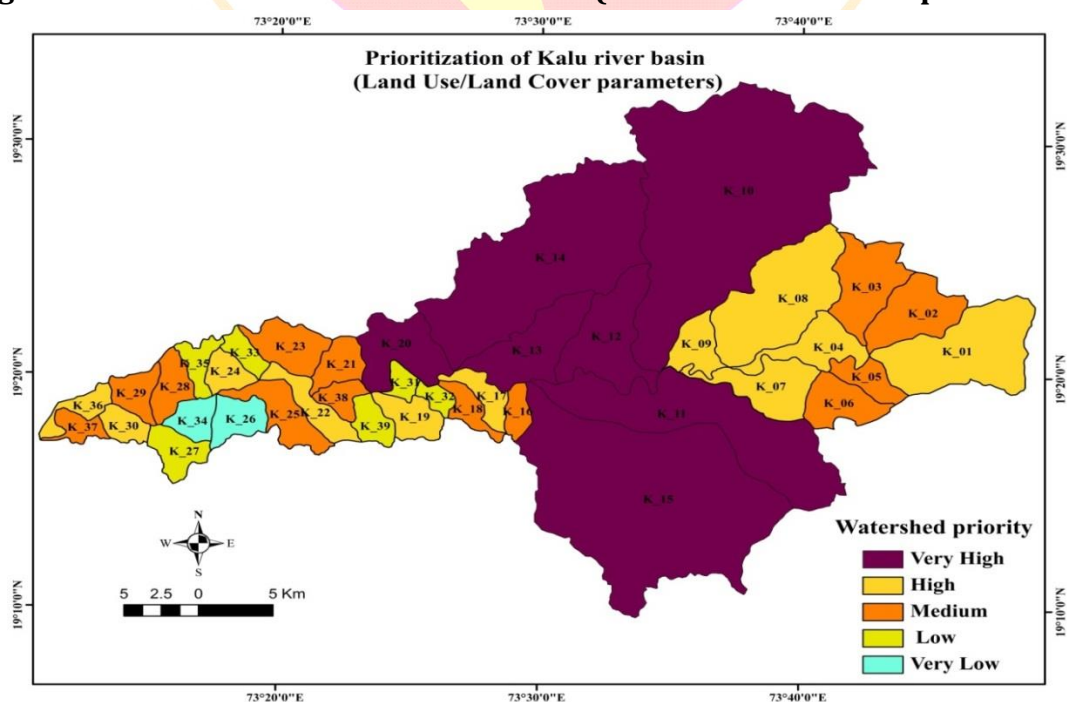 73°20'0"E 73°30'0"E 73°40'0"E
Prioritization of Kalu river basin
(Land Use/Land Cover parameters)
19°30'0"N
19°30'0"N
K_10
K_14
K_03
K_08
K_02
K_12
K_20
K_13
K_09
K_04
K_01
K_23
K_33
K_35
K_21
K_24
19°20'0"N
19°20'0"N
K_05
K_31
K_28
K_07
K_29
K_32
K_17
K_38
K_06
K_36
K_18
K_16
K_11
K_22
K_25
K_19
K_26
K_34
K_37
K_30
K_39
K_27
K_15
N
W E
S
5 2.5 0 5 Km
19°10'0"N
19°10'0"N
Watershed priority
Very High
High
Medium
Low
Very Low
73°20'0"E 73°30'0"E 73°40'0"E